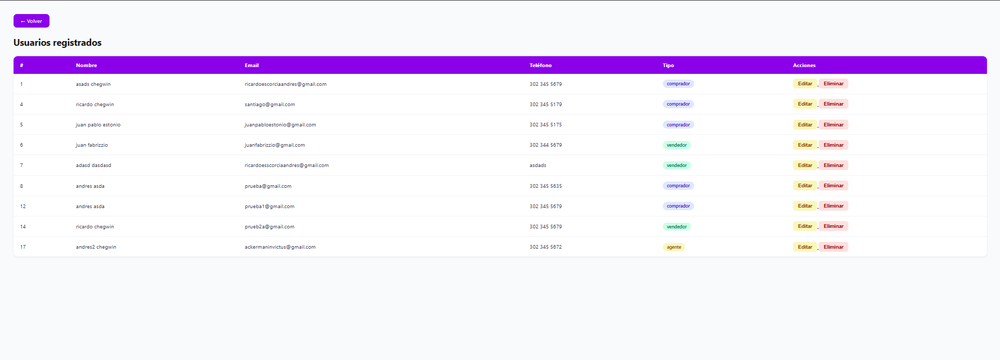 ← Volver
Usuarios registrados
# Nombre Email Teléfono Tipo Acciones
1 asads chegwin ricardoescorciaandres@gmail.com 302 345 5679 comprador Editar Eliminar
4 ricardo chegwin santiago@gmail.com 302 345 5179 comprador Editar Eliminar
5 juan pablo estonio juanpabloestonio@gmail.com 302 345 5175 comprador Editar Eliminar
6 juan fabrizzio juanfabrizzio@gmail.com 302 344 5679 vendedor Editar Eliminar
7 adasd dasdasd ricardoesscorciaandres@gmail.com asdads vendedor Editar Eliminar
8 andres asda prueba@gmail.com 302 345 5635 comprador Editar Eliminar
12 andres asda prueba1@gmail.com 302 345 5679 comprador Editar Eliminar
14 ricardo chegwin prueb2a@gmail.com 302 345 5679 vendedor Editar Eliminar
17 andres2 chegwin ackermaninvictus@gmail.com 302 345 5672 agente Editar Eliminar